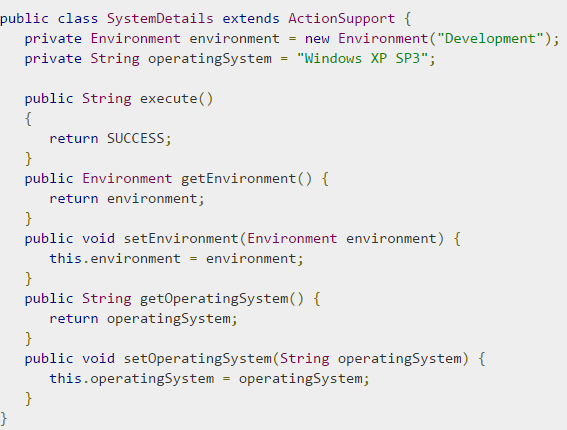 public class SystemDetails extends ActionSupport {
   private Environment environment = new Environment("Development");
   private String operatingSystem = "Windows XP SP3";

   public String execute()
   {
      return SUCCESS;
   }
   public Environment getEnvironment() {
      return environment;
   }
   public void setEnvironment(Environment environment) {
      this.environment = environment;
   }
   public String getOperatingSystem() {
      return operatingSystem;
   }
   public void setOperatingSystem(String operatingSystem) {
      this.operatingSystem = operatingSystem;
   }
}